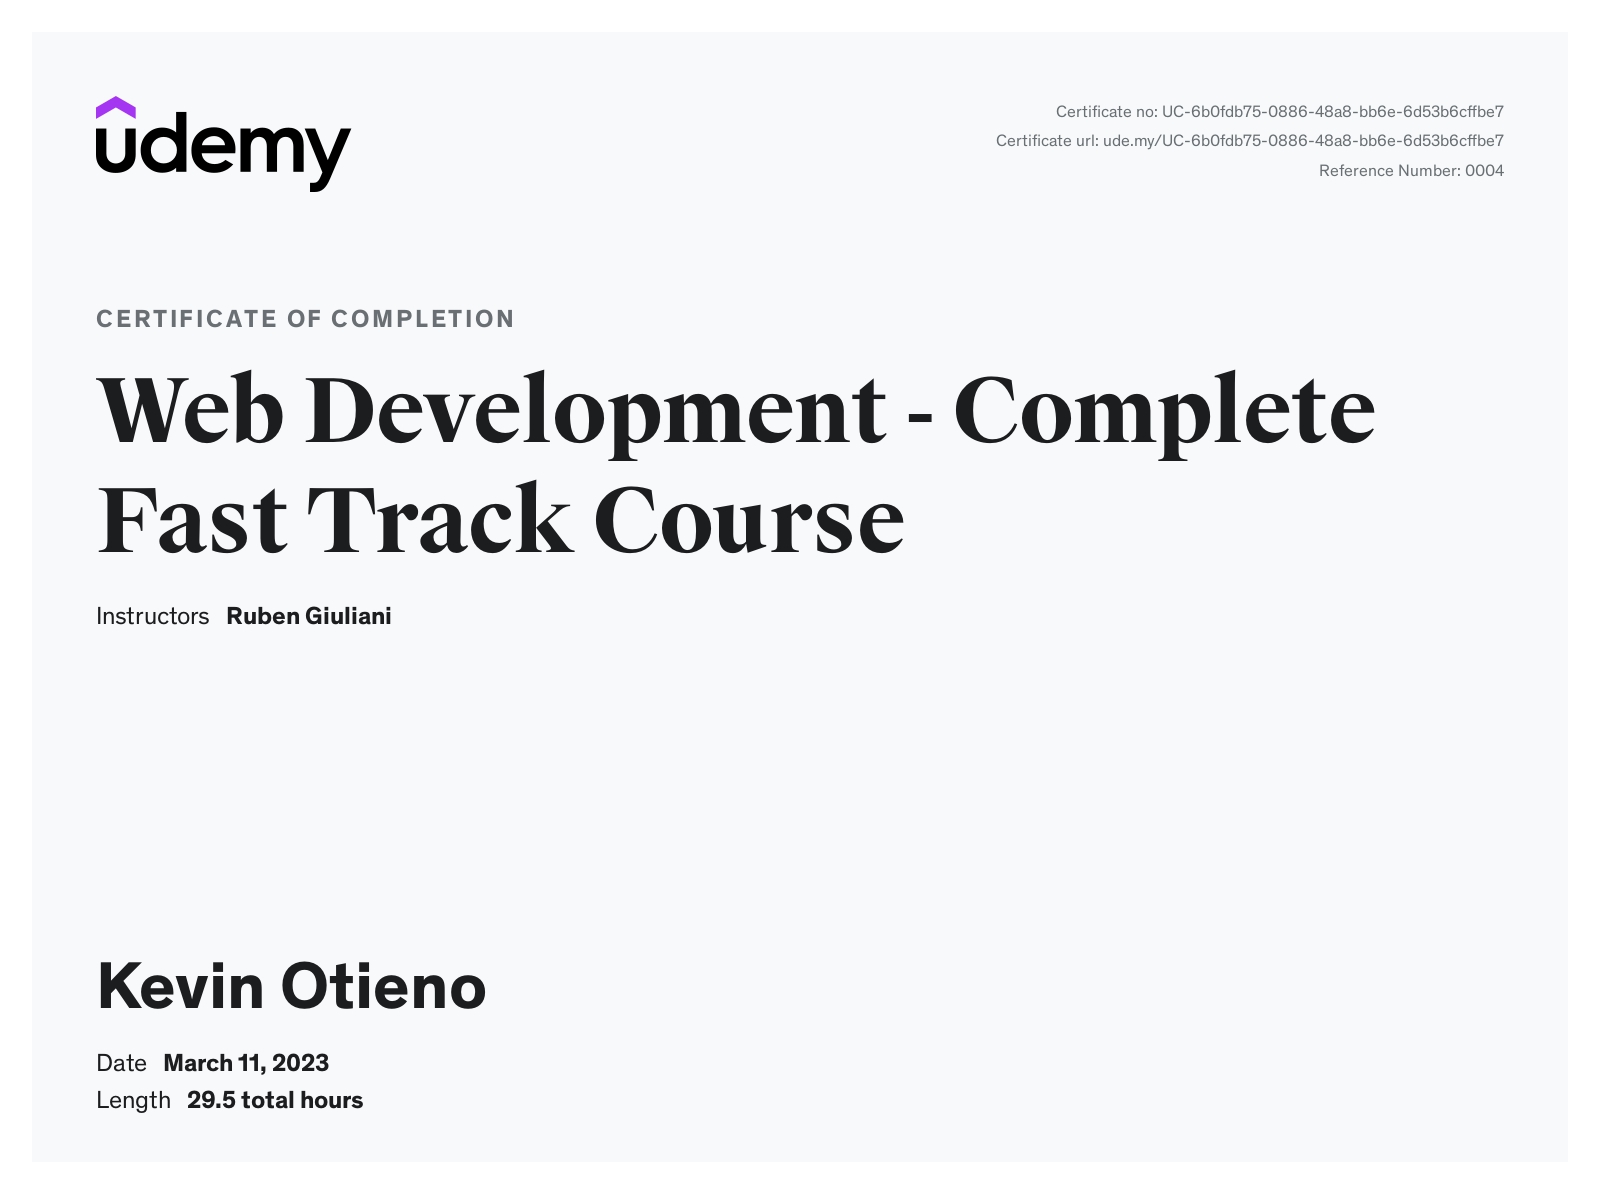 udemy
Certificate no: UC-6b0fdb75-0886-48a8-bb6e-6d53b6cffbe7
Certificate url: ude.my/UC-6b0fdb75-0886-48a8-bb6e-6d53b6cffbe7
Reference Number: 0004
CERTIFICATE OF COMPLETION
Web Development - Complete
Fast Track Course
Instructors Ruben Giuliani
Kevin Otieno
Date March 11, 2023
Length 29.5 total hours